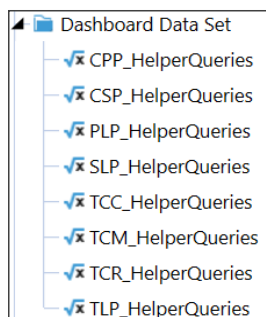 Dashboard Data Set
CPP_HelperQueries
CSP_HelperQueries
PLP_HelperQueries
SLP_HelperQueries
TCC_HelperQueries
TCM_HelperQueries
TCR_HelperQueries
TLP_HelperQueries